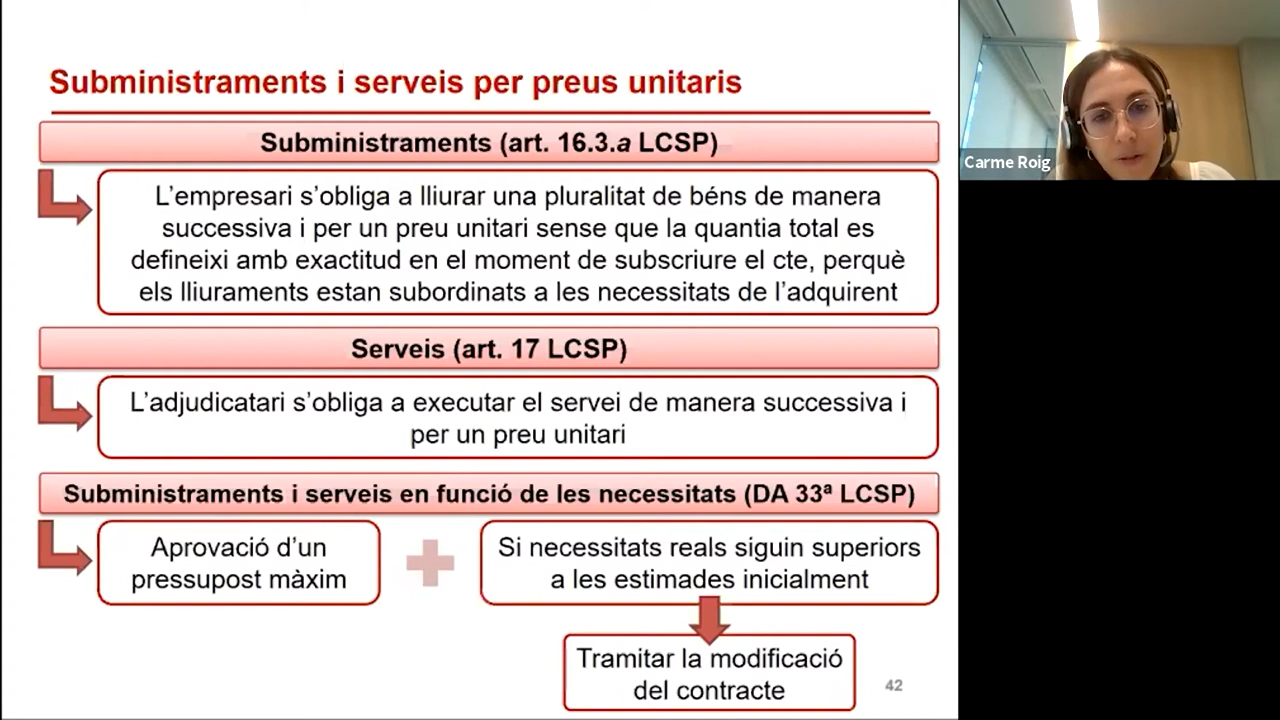 Subministraments i serveis per preus unitaris
Subministraments (art. 16.3.a LCSP)
L’empresari s’obliga a lliurar una pluralitat de béns de manera
successiva i per un preu unitari sense que la quantia total es
defineixi amb exactitud en el moment de subscriure el cte, perquè
els lliuraments estan subordinats a les necessitats de l’adquirent
Serveis (art. 17 LCSP)
L’adjudicatari s’obliga a executar el servei de manera successiva i
per un preu unitari
Subministraments i serveis en funció de les necessitats (DA 33ª LCSP)
Aprovació d’un
pressupost màxim
Si necessitats reals siguin superiors
a les estimades inicialment
Tramitar la modificació
del contracte
42
Carme Roig